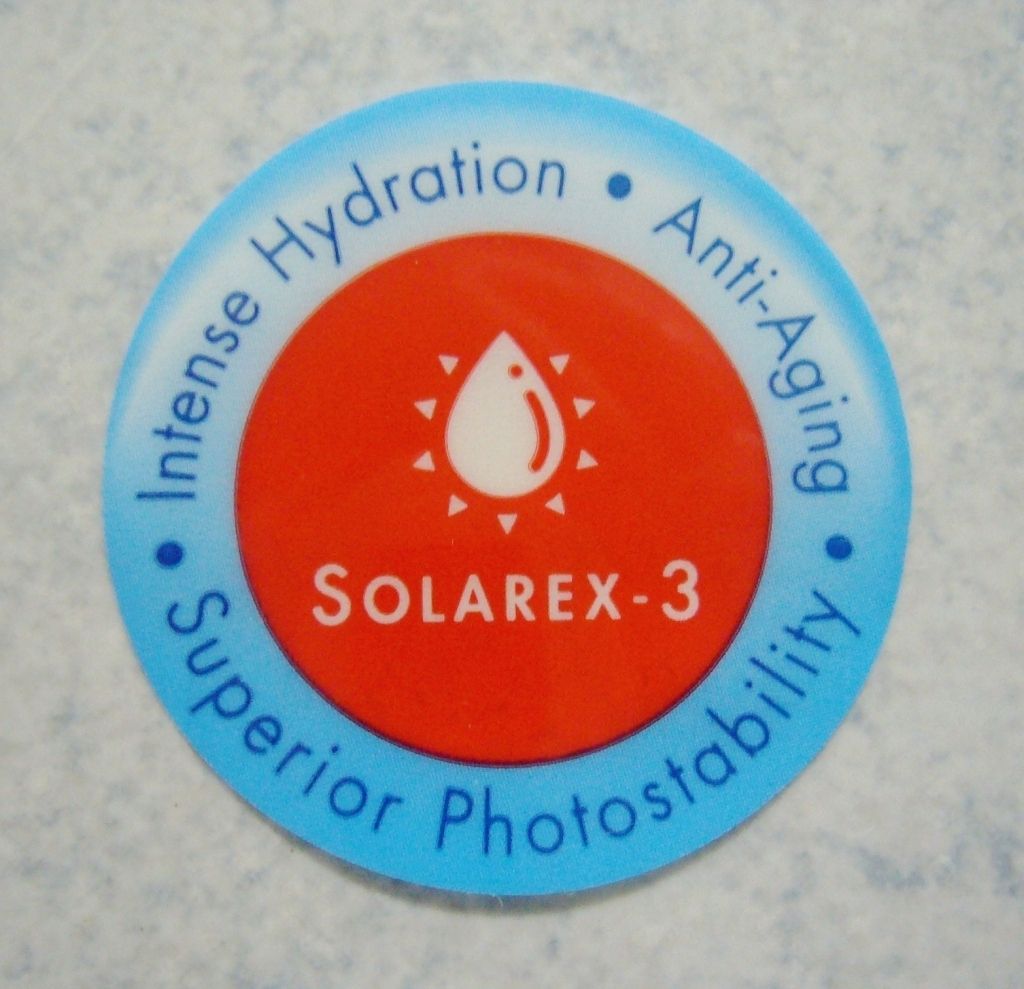 Intense Hydration • Anti-Aging •
Superior Photostability •
SOLAREX-3